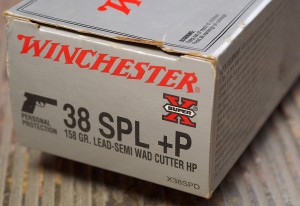 WINCHESTER
PERSONAL
PROTECTION
38 SPL +P
SUPER
X
158 GR. LEAD-SEMI WAD CUTTER HP
X38SPD